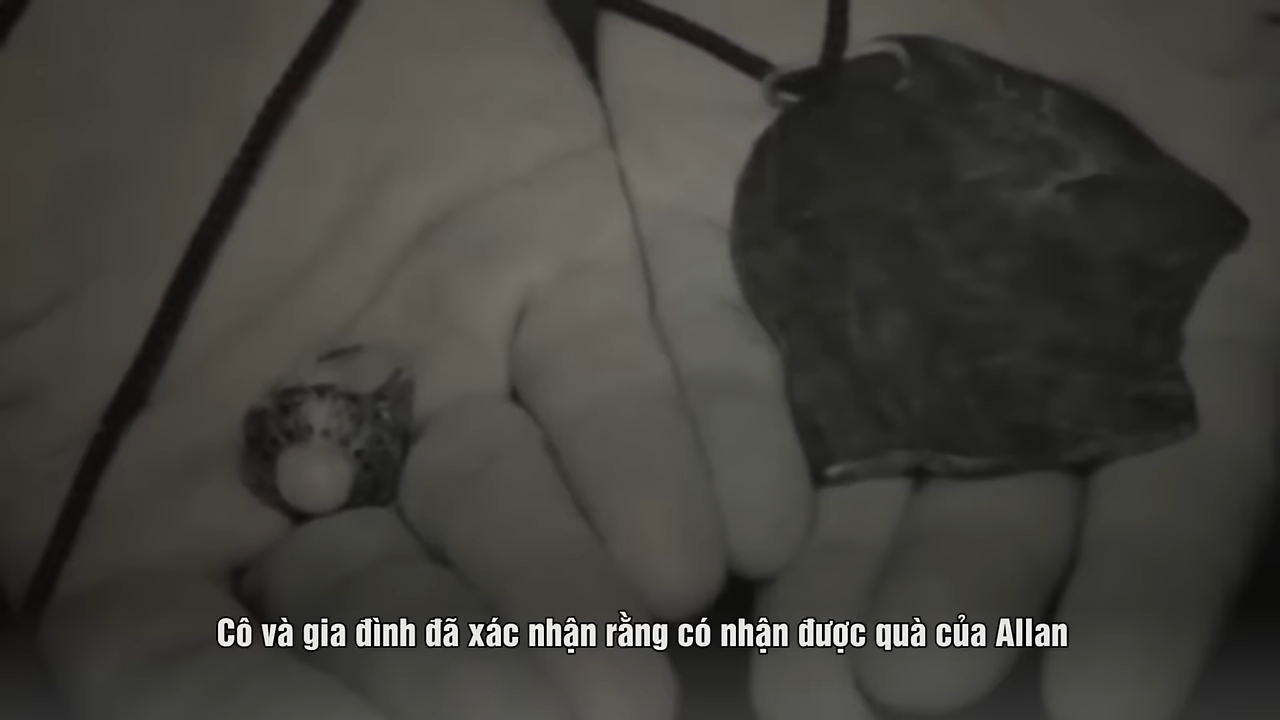 Cô và gia đình đã xác nhận rằng có nhận được quà của Allan